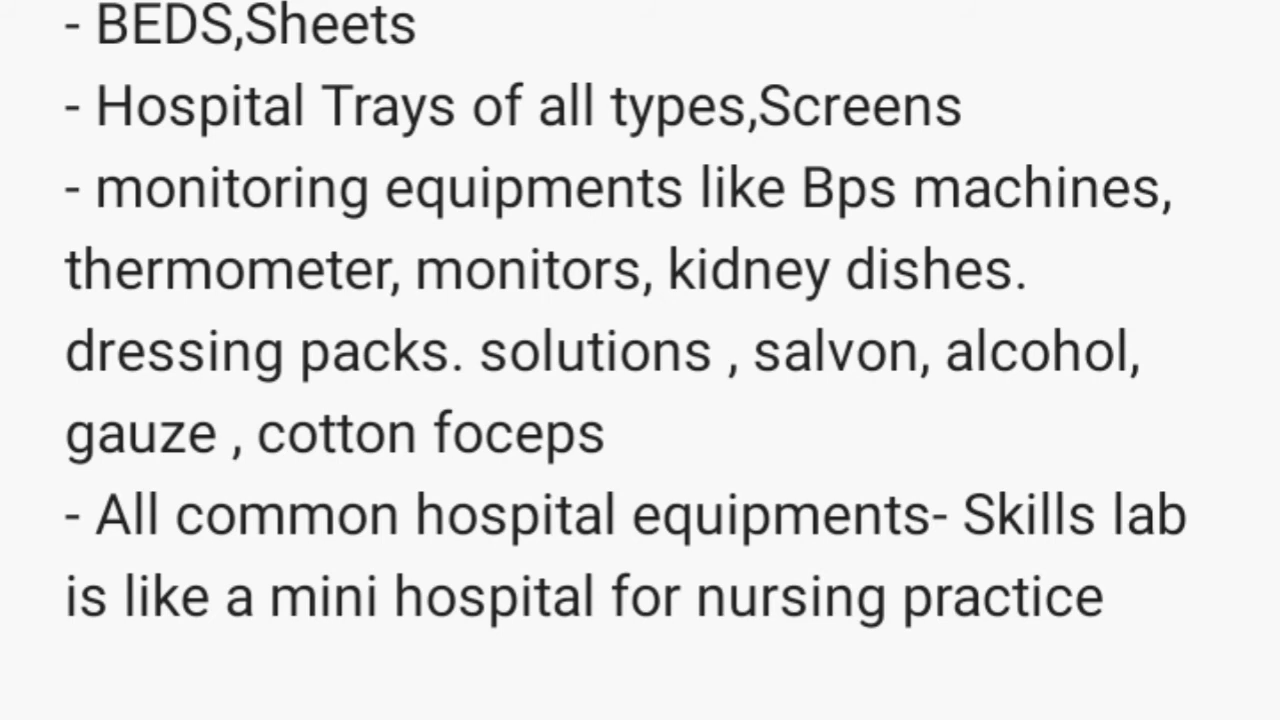 - BEDS,Sheets
- Hospital Trays of all types,Screens
- monitoring equipments like Bps machines,
thermometer, monitors, kidney dishes.
dressing packs. solutions , salvon, alcohol,
gauze , cotton foceps
- All common hospital equipments- Skills lab
is like a mini hospital for nursing practice